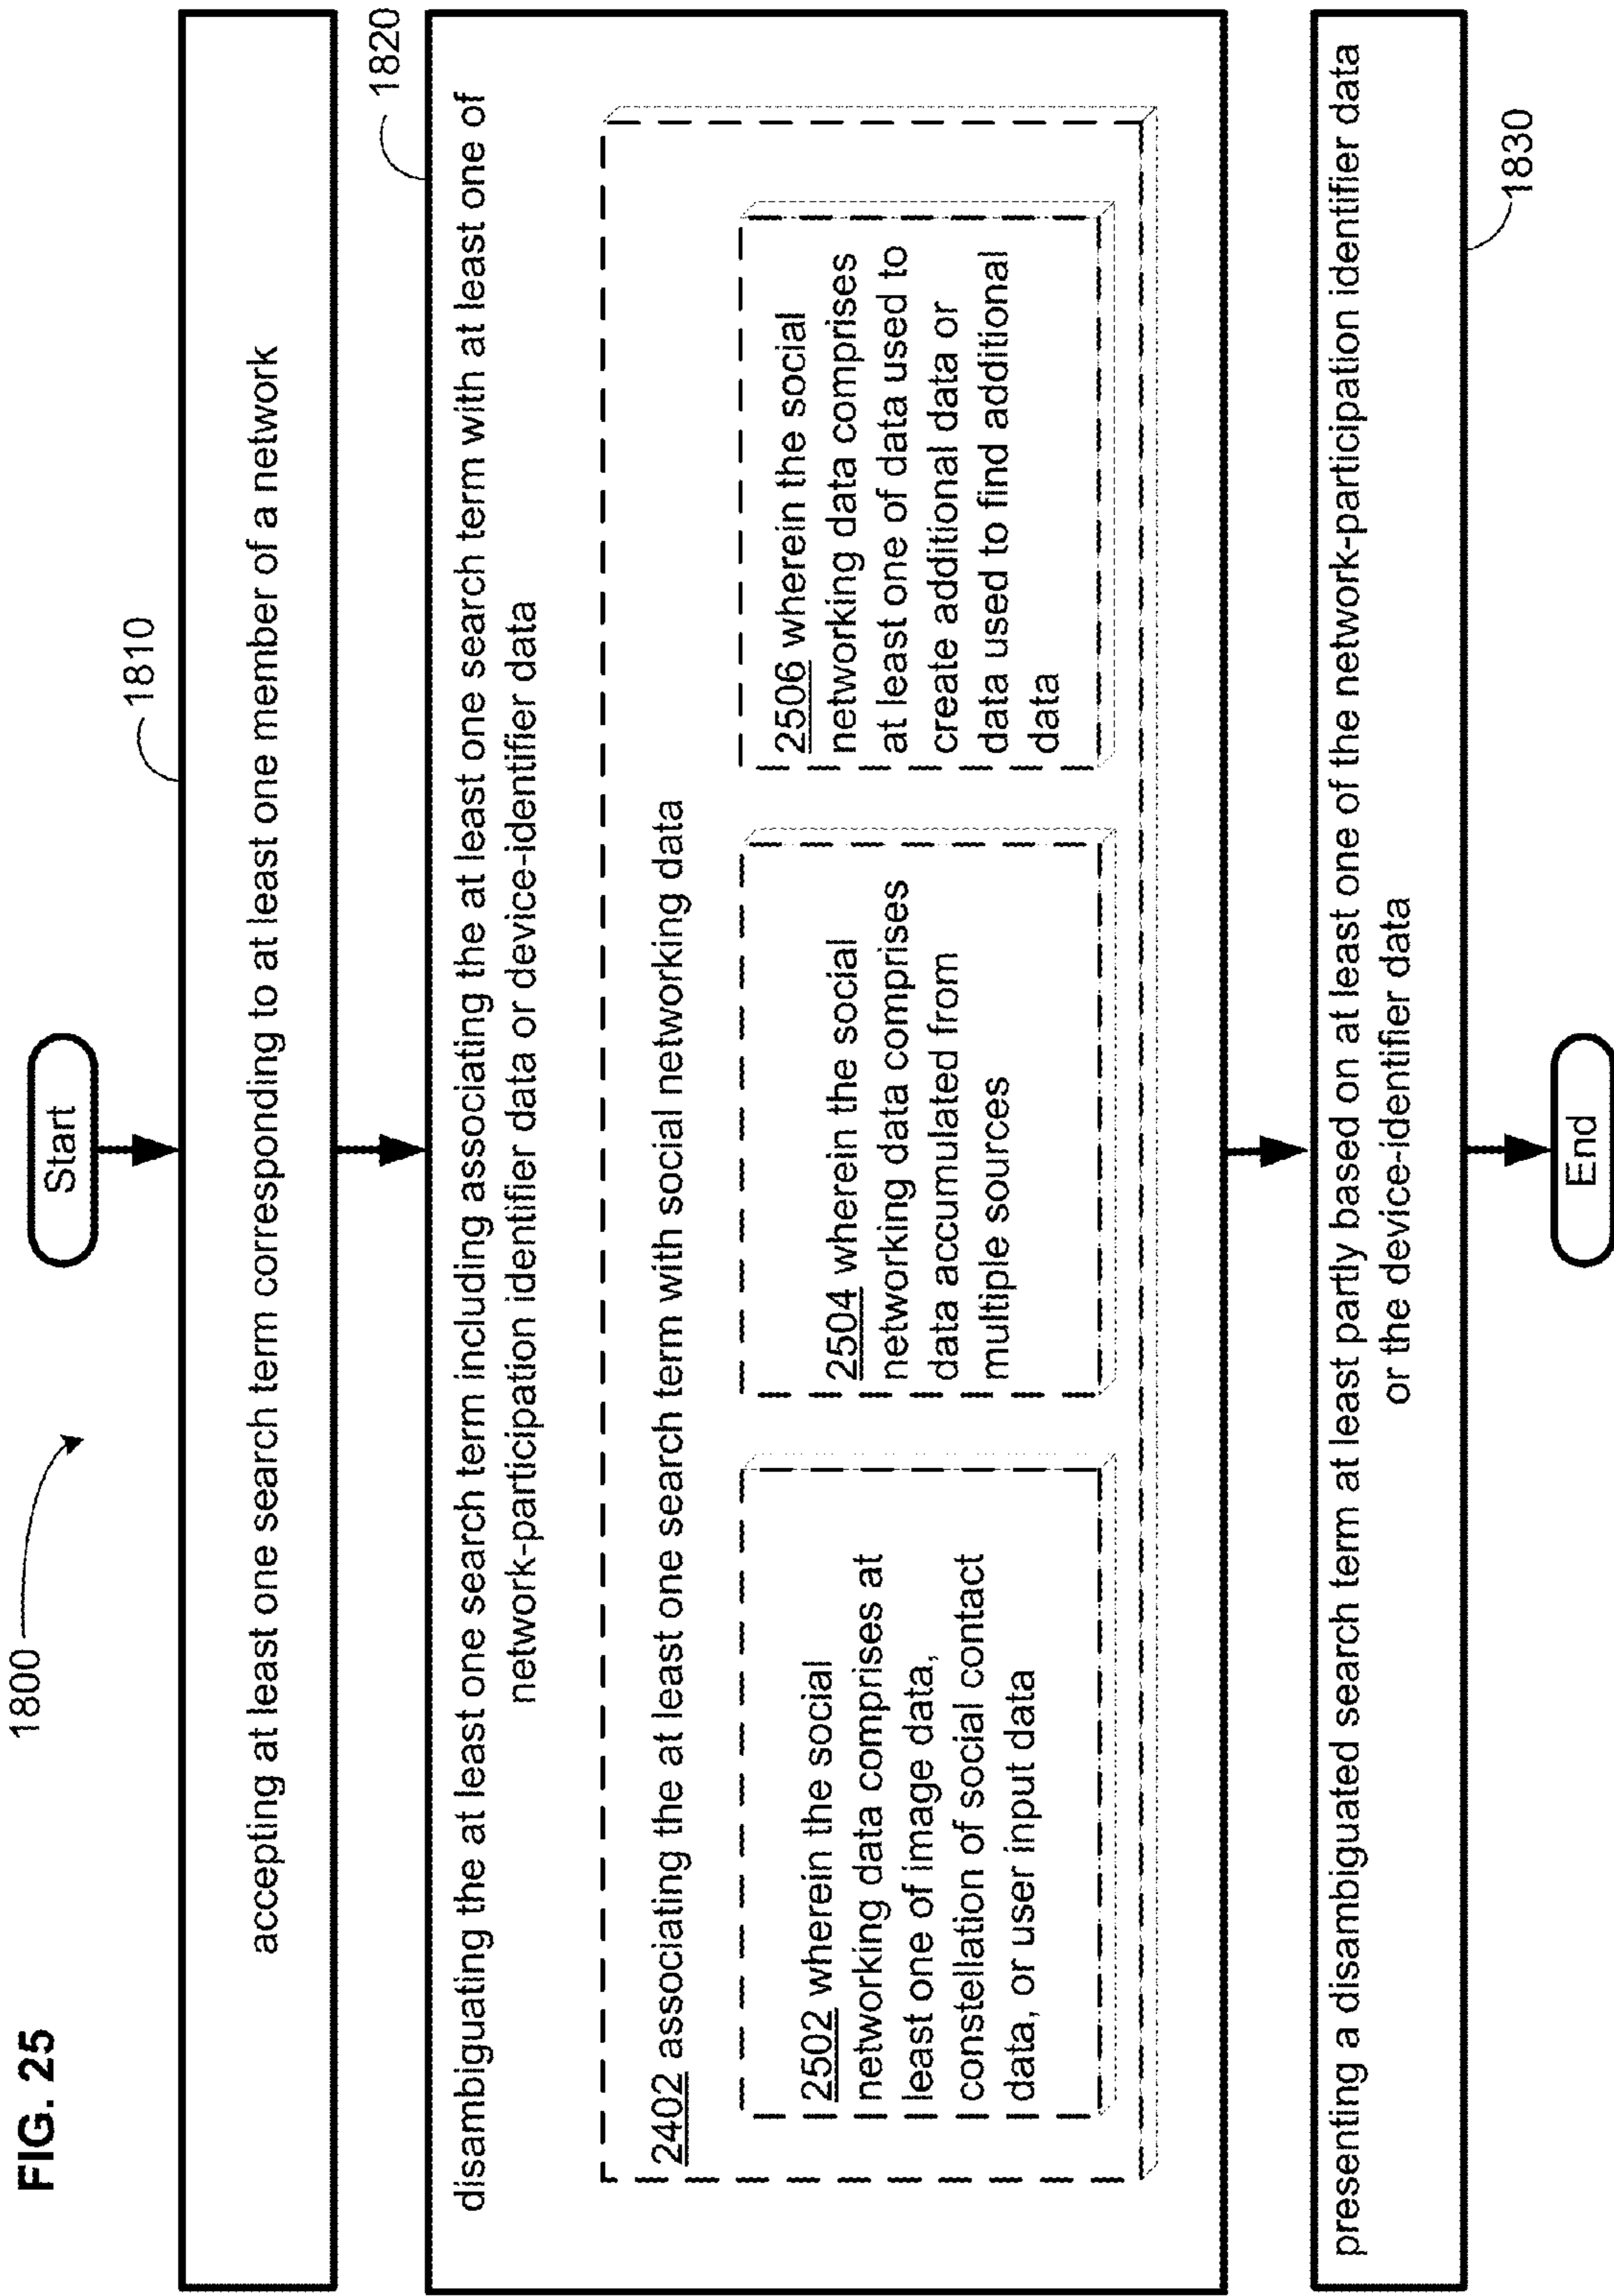 FIG. 25
1800
Start
1810
accepting at least one search term corresponding to at least one member of a network
1820
disambiguating the at least one search term including associating the at least one search term with at least one of
network-participation identifier data or device-identifier data
2402 associating the at least one search term with social networking data
2502 wherein the social
networking data comprises at
least one of image data,
constellation of social contact
data, or user input data
2504 wherein the social
networking data comprises
data accumulated from
multiple sources
2506 wherein the social
networking data comprises
at least one of data used to
create additional data or
data used to find additional
data
presenting a disambiguated search term at least partly based on at least one of the network-participation identifier data
or the device-identifier data
1830
End